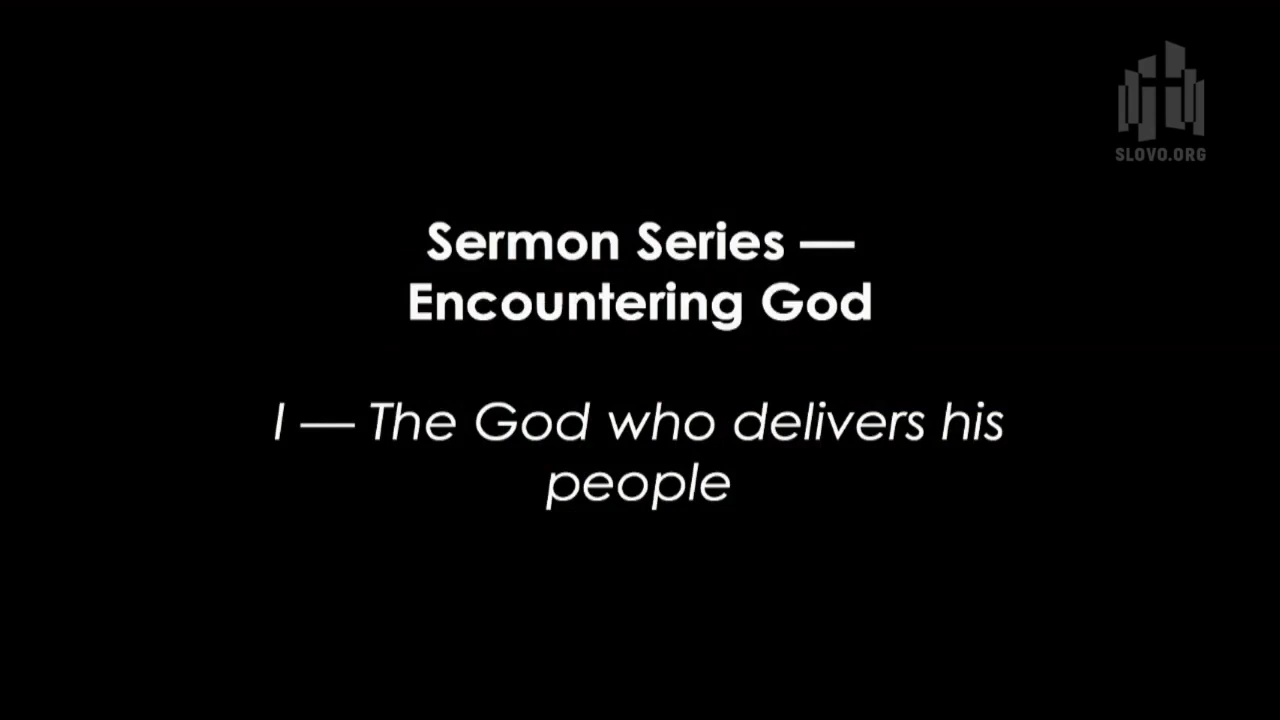 SLOVO.ORG
Sermon Series —
Encountering God
I — The God who delivers his
people